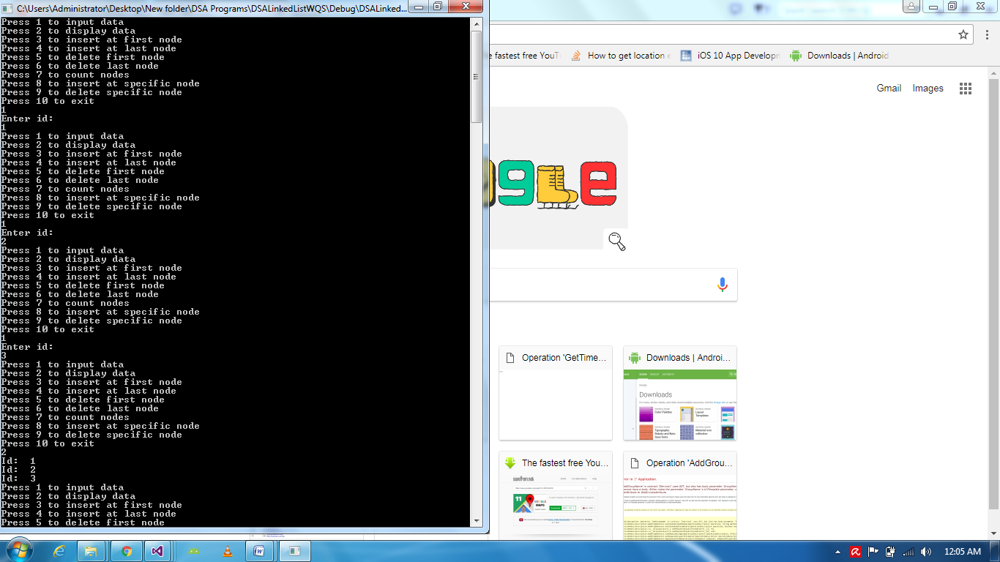 C:\Users\Administrator\Desktop\New folder\DSA Programs\DSALinkedListWQS\Debug\DSALinked...
Press 1 to input data
Press 2 to display data
Press 3 to insert at first node
Press 4 to insert at last node
Press 5 to delete first node
Press 6 to delete last node
Press 7 to count nodes
Press 8 to insert at specific node
Press 9 to delete specific node
Press 10 to exit
1
Enter id:
1
Press 1 to input data
Press 2 to display data
Press 3 to insert at first node
Press 4 to insert at last node
Press 5 to delete first node
Press 6 to delete last node
Press 7 to count nodes
Press 8 to insert at specific node
Press 9 to delete specific node
Press 10 to exit
1
Enter id:
2
Press 1 to input data
Press 2 to display data
Press 3 to insert at first node
Press 4 to insert at last node
Press 5 to delete first node
Press 6 to delete last node
Press 7 to count nodes
Press 8 to insert at specific node
Press 9 to delete specific node
Press 10 to exit
1
Enter id:
3
Press 1 to input data
Press 2 to display data
Press 3 to insert at first node
Press 4 to insert at last node
Press 5 to delete first node
Press 6 to delete last node
Press 7 to count nodes
Press 8 to insert at specific node
Press 9 to delete specific node
Press 10 to exit
2
Id: 1
Id: 2
Id: 3
Press 1 to input data
Press 2 to display data
Press 3 to insert at first node
Press 4 to insert at last node
Press 5 to delete first node
e fastest free YouT
How to get location e
iOS 10 App Developm
Downloads | Android
Gmail Images
gle
Operation 'GetTime...
Downloads | Androi...
Downloads
Color Palettes
Layout Templates
The fastest free You...
Operation 'AddGrou...
savefrom.net
11
GOOGLE MAPS
Download
error in '/' Application.
12:05 AM